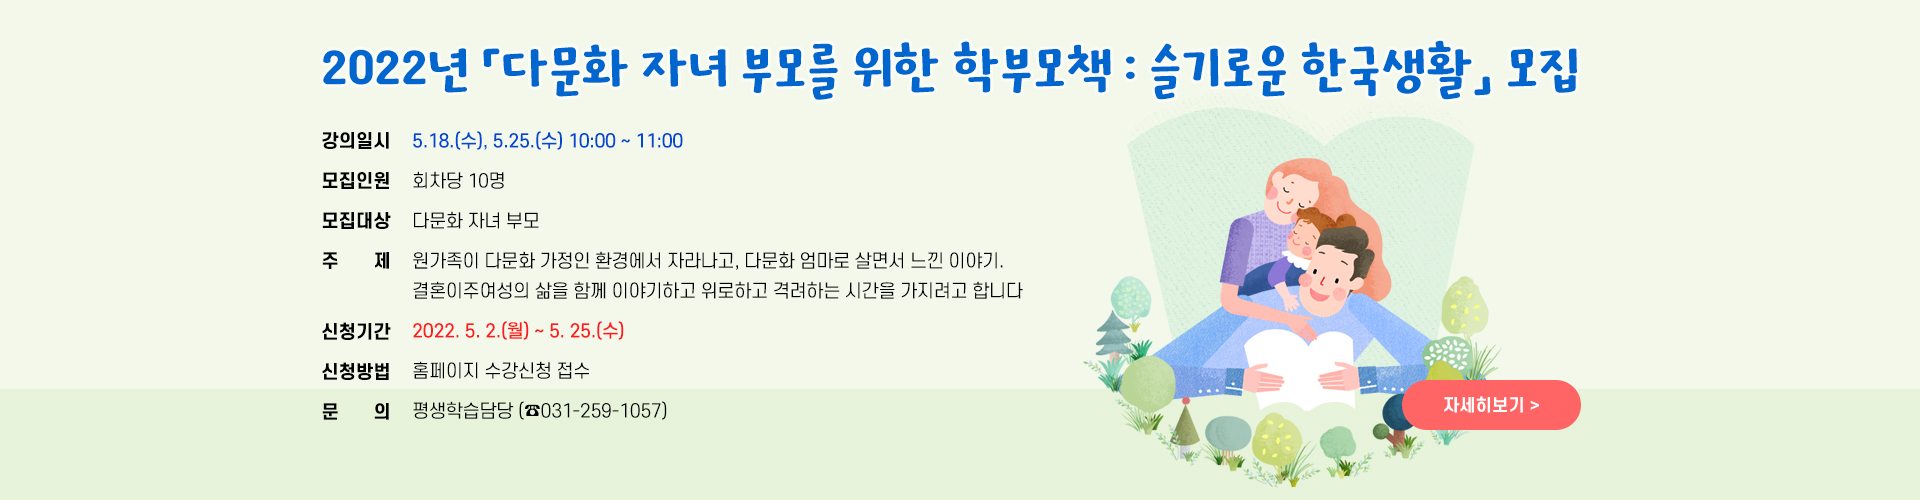 2022년 「다문화 자녀 부모를 위한 학부모책 : 슬기로운 한국생활」 모집
강의일시 5.18.(수), 5.25.(수) 10:00 ~ 11:00
모집인원 회차당 10명
모집대상 다문화 자녀 부모
주 제 원가족이 다문화 가정인 환경에서 자라나고, 다문화 엄마로 살면서 느낀 이야기.
결혼이주여성의 삶을 함께 이야기하고 위로하고 격려하는 시간을 가지려고 합니다
신청기간 2022. 5. 2.(월) ~ 5. 25.(수)
신청방법 홈페이지 수강신청 접수
문 의 평생학습담당 (☎031-259-1057)
자세히보기 >